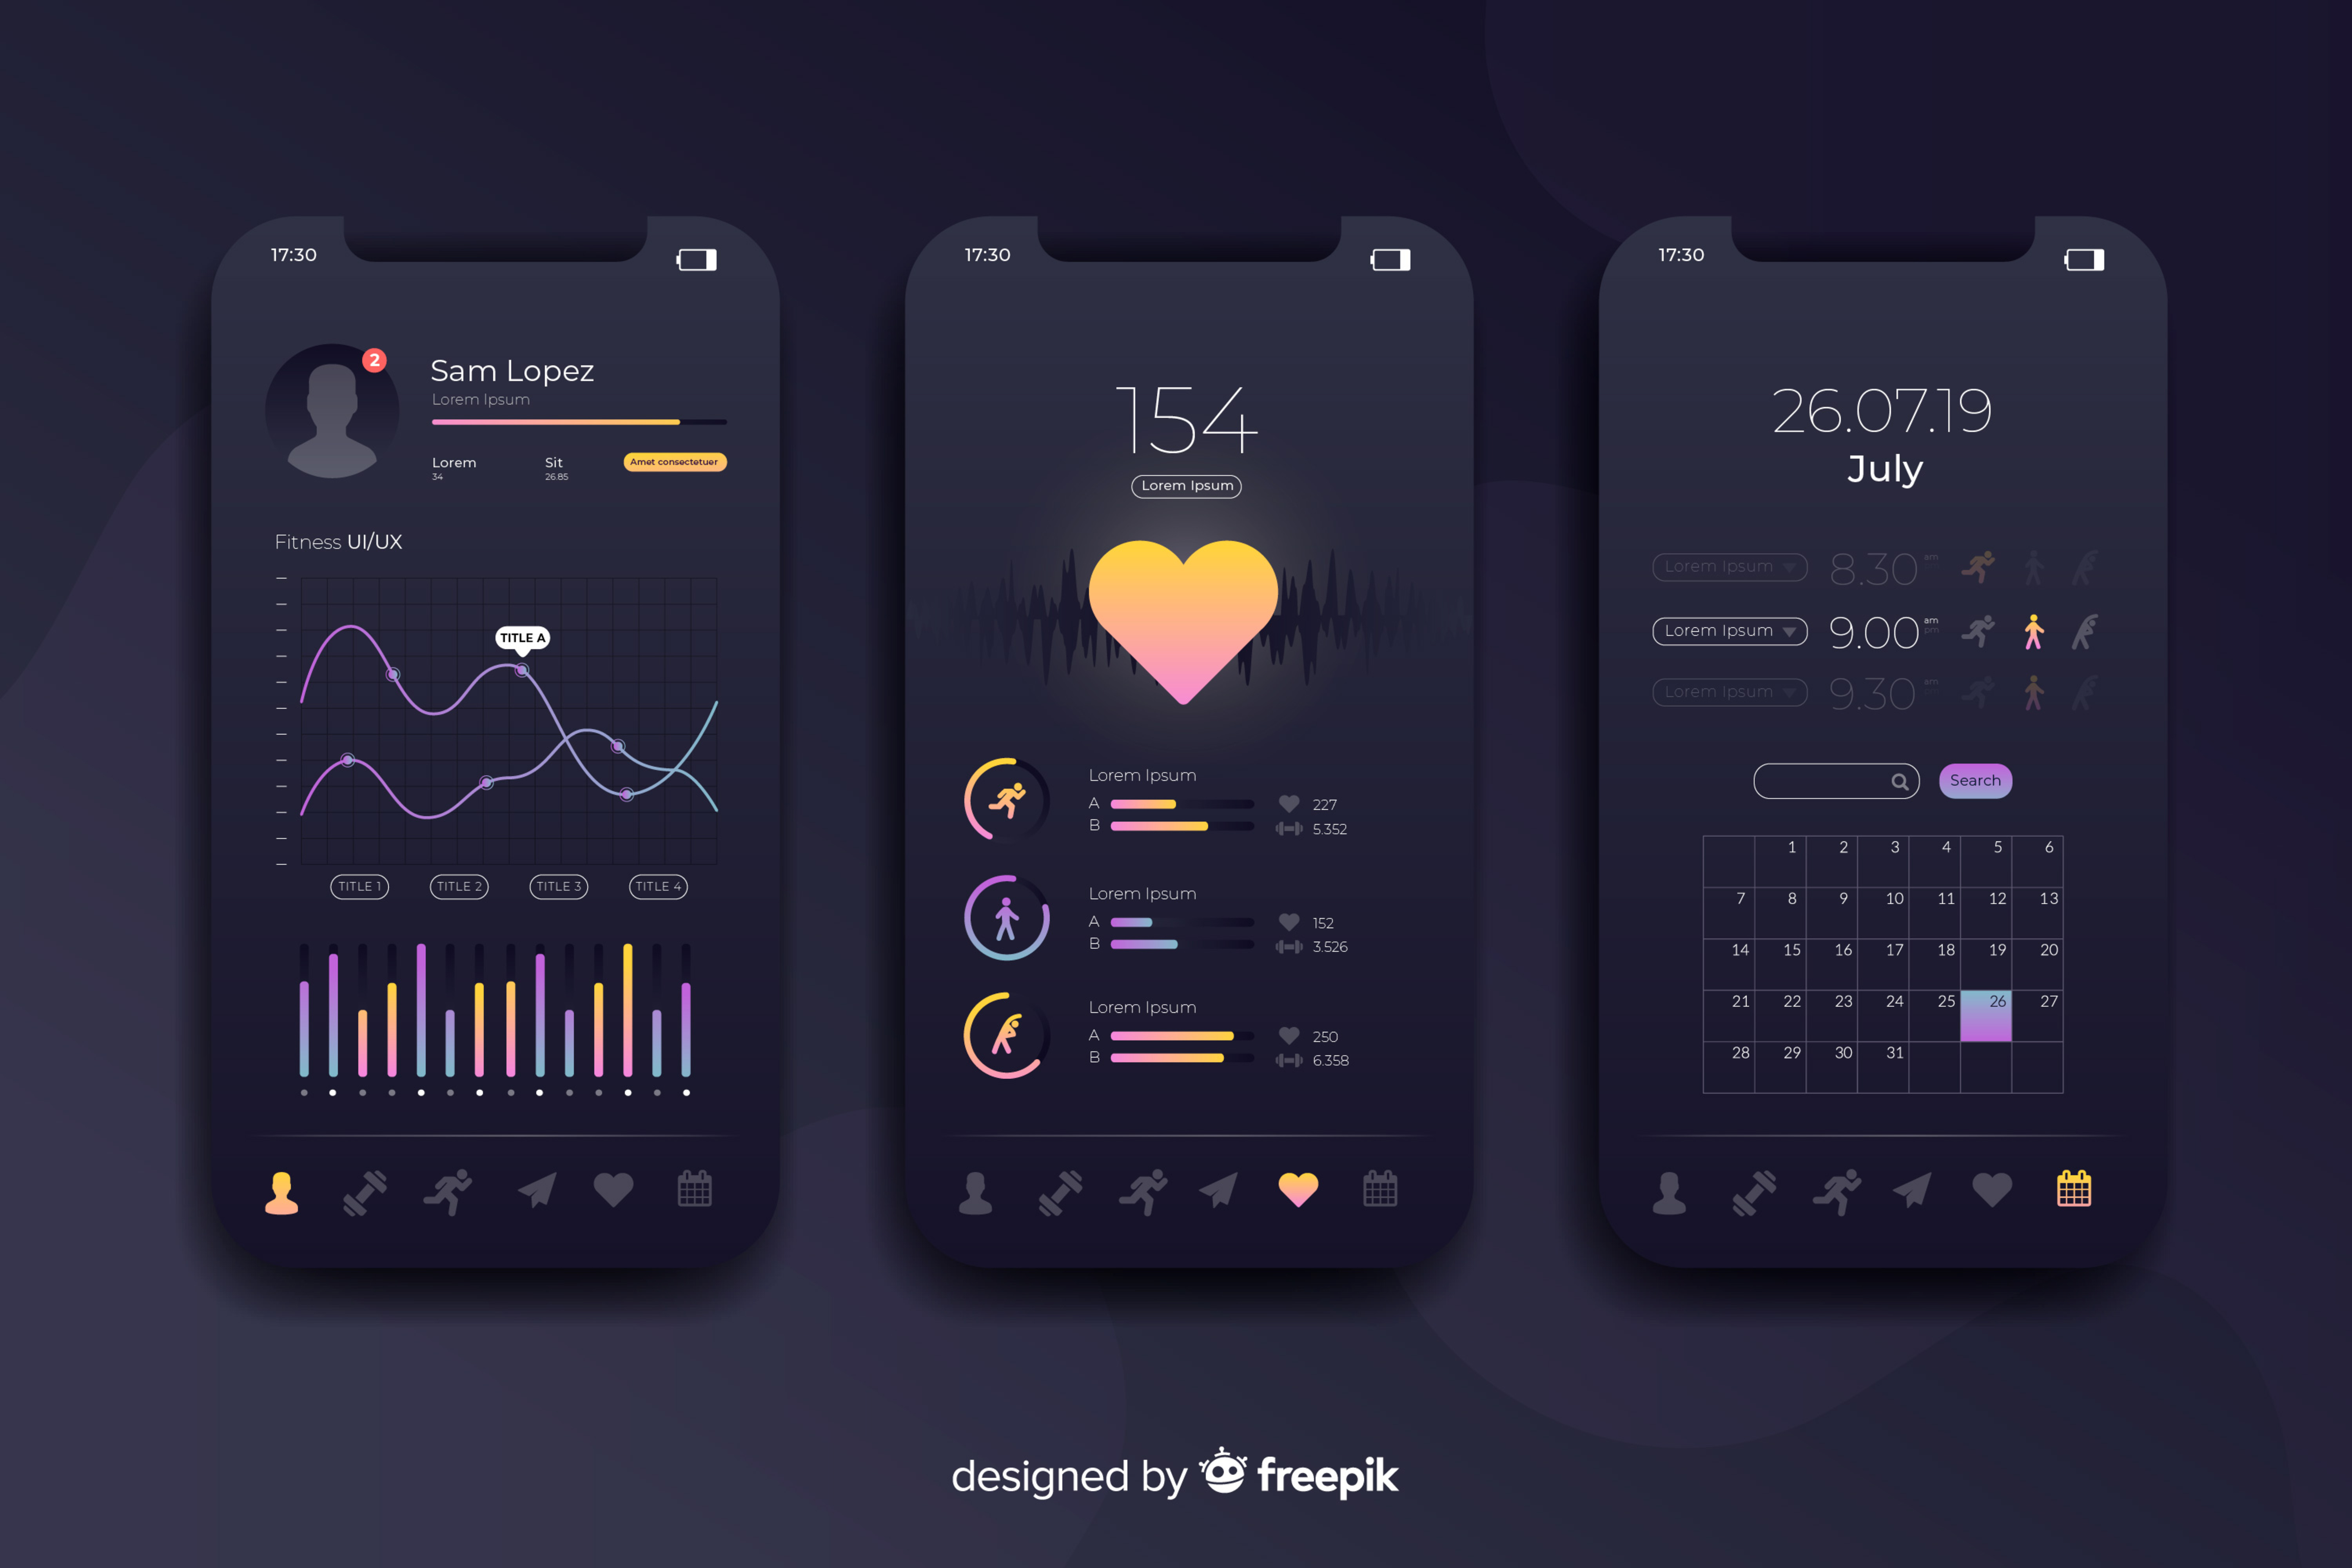 17:30
2
Sam Lopez
Lorem Ipsum
Lorem Sit Amet consectetuer
34 26.85
Fitness UI/UX
TITLE A
TITLE 1 TITLE 2 TITLE 3 TITLE 4
17:30
154
Lorem Ipsum
Lorem Ipsum
A 227
B 5.352
Lorem Ipsum
A 152
B 3.526
Lorem Ipsum
A 250
B 6.358
17:30
26.07.19
July
Lorem Ipsum 8.30 am
Lorem Ipsum 9.00 am
pm
Lorem Ipsum 9.30 am
Search
1 2 3 4 5 6
7 8 9 10 11 12 13
14 15 16 17 18 19 20
21 22 23 24 25 26 27
28 29 30 31
designed by freepik